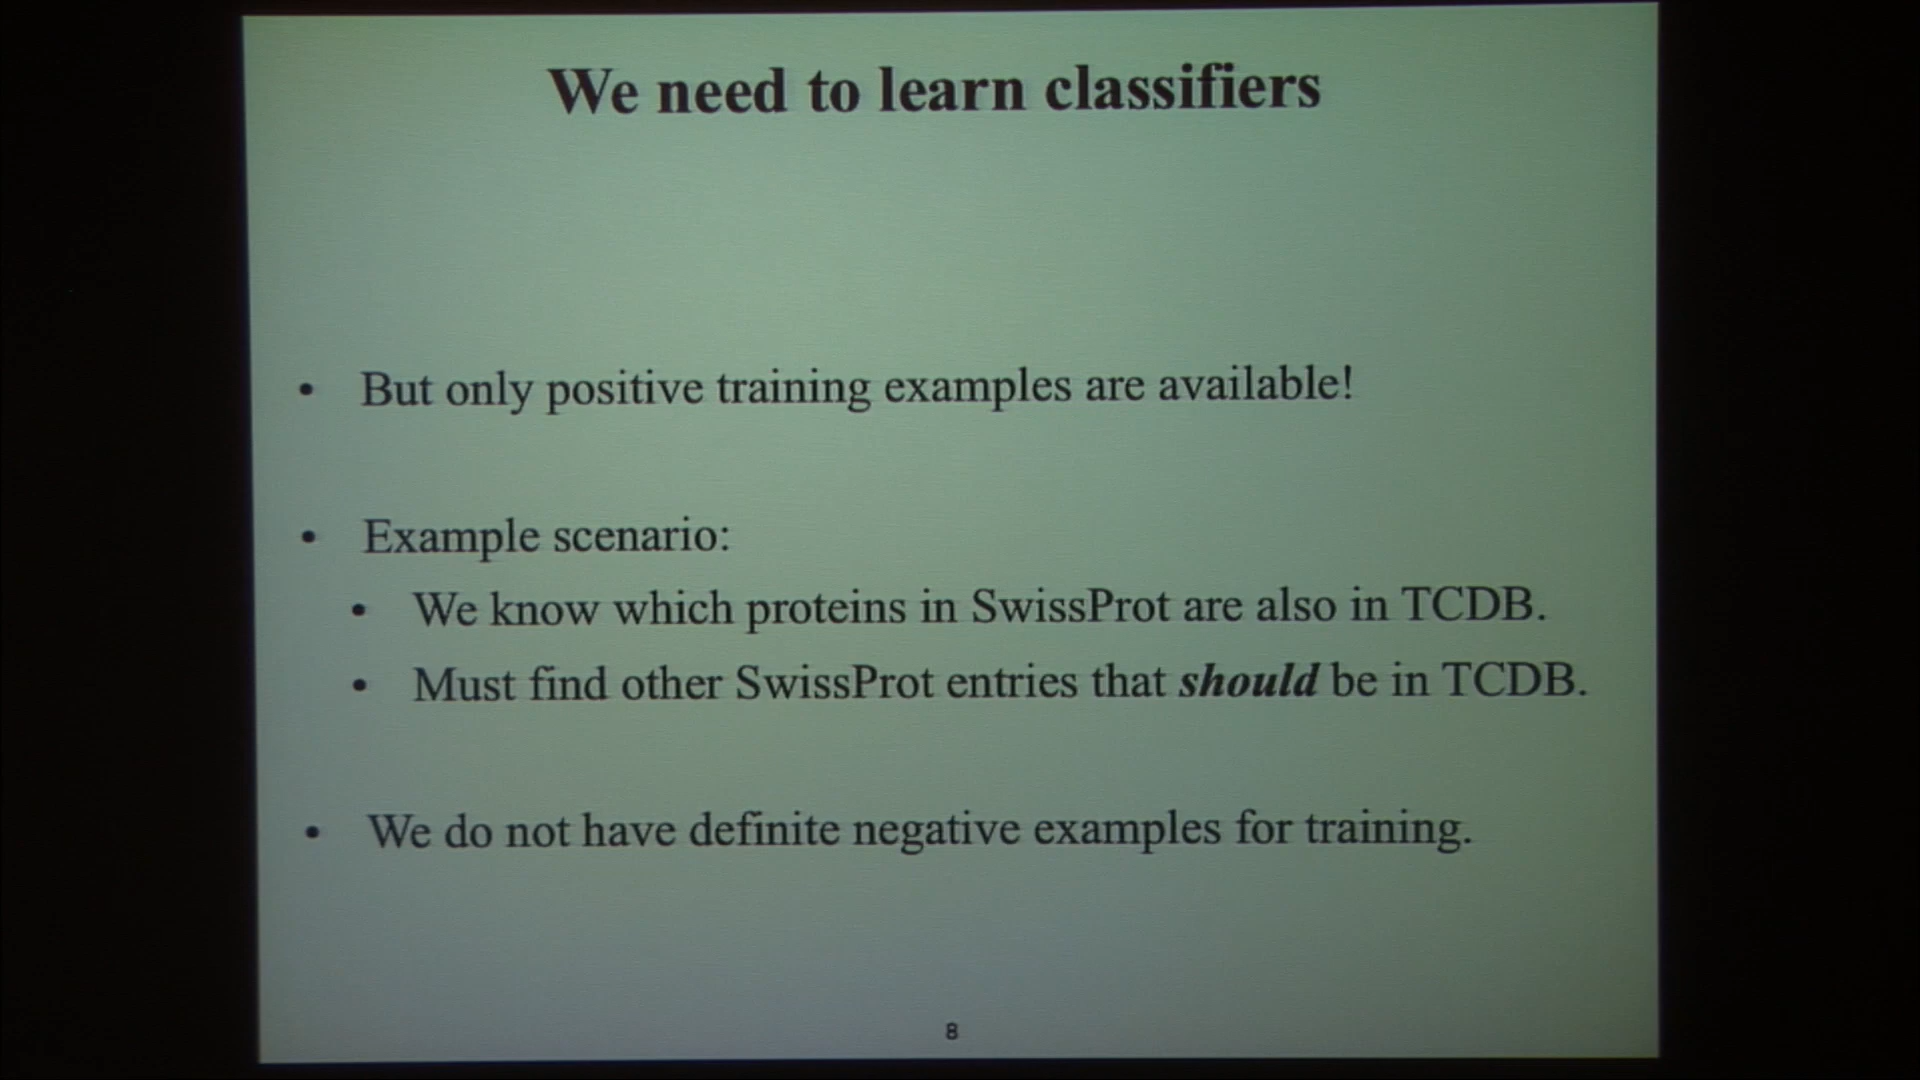 We need to learn classifiers
• But only positive training examples are available!
• Example scenario:
• We know which proteins in SwissProt are also in TCDB.
• Must find other SwissProt entries that should be in TCDB.
• We do not have definite negative examples for training.
8